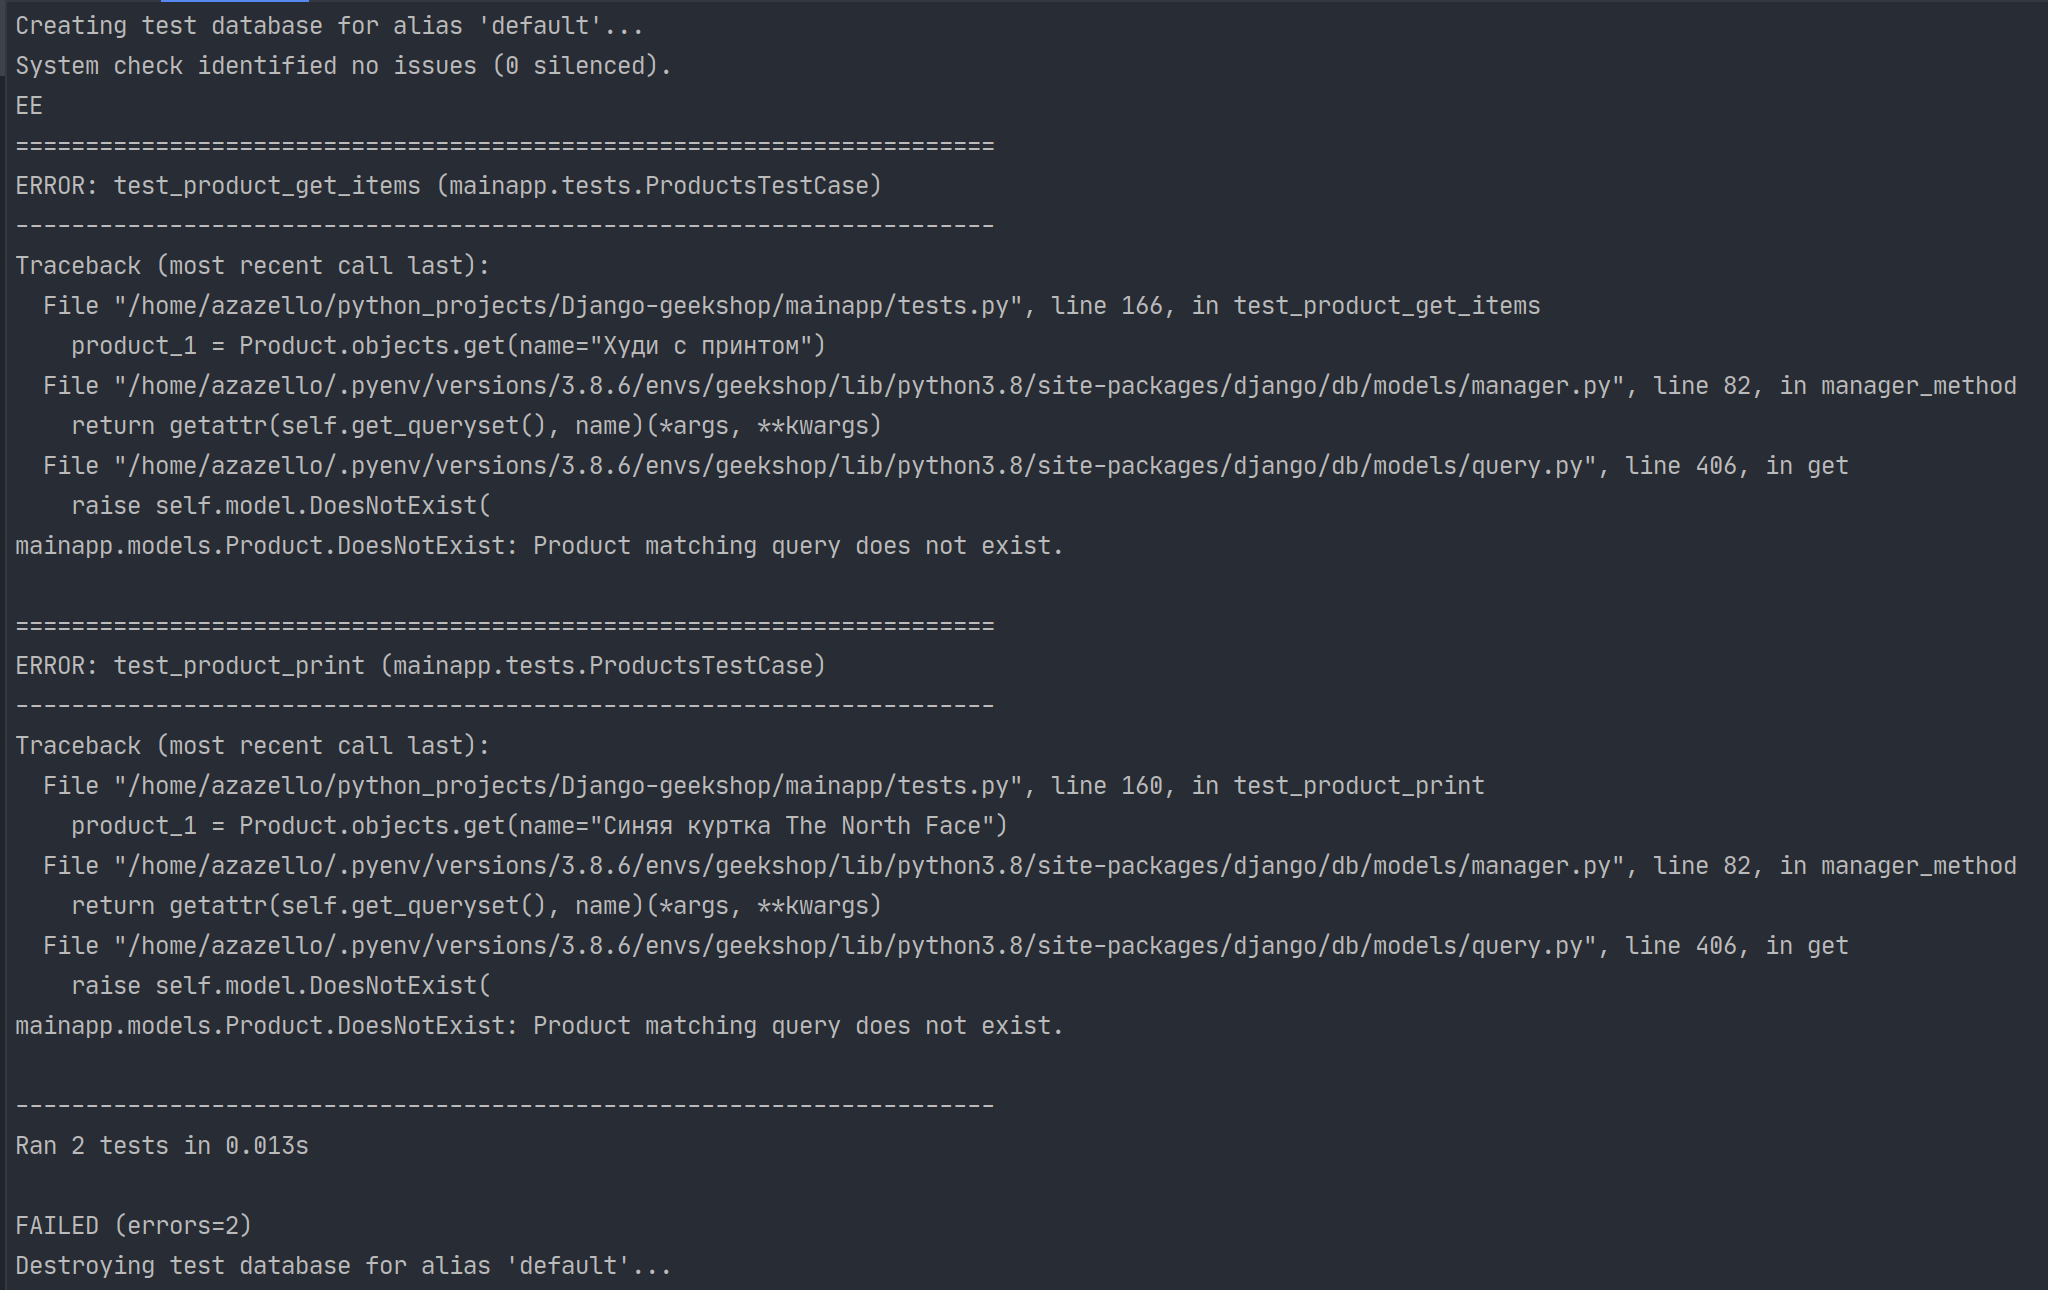 Creating test database for alias 'default'...
System check identified no issues (0 silenced).
EE
======================================================================
ERROR: test_product_get_items (mainapp.tests.ProductsTestCase)
----------------------------------------------------------------------
Traceback (most recent call last):
  File "/home/azazello/python_projects/Django-geekshop/mainapp/tests.py", line 166, in test_product_get_items
    product_1 = Product.objects.get(name="Худи с принтом")
  File "/home/azazello/.pyenv/versions/3.8.6/envs/geekshop/lib/python3.8/site-packages/django/db/models/manager.py", line 82, in manager_method
    return getattr(self.get_queryset(), name)(*args, **kwargs)
  File "/home/azazello/.pyenv/versions/3.8.6/envs/geekshop/lib/python3.8/site-packages/django/db/models/query.py", line 406, in get
    raise self.model.DoesNotExist(
mainapp.models.Product.DoesNotExist: Product matching query does not exist.

======================================================================
ERROR: test_product_print (mainapp.tests.ProductsTestCase)
----------------------------------------------------------------------
Traceback (most recent call last):
  File "/home/azazello/python_projects/Django-geekshop/mainapp/tests.py", line 160, in test_product_print
    product_1 = Product.objects.get(name="Синяя куртка The North Face")
  File "/home/azazello/.pyenv/versions/3.8.6/envs/geekshop/lib/python3.8/site-packages/django/db/models/manager.py", line 82, in manager_method
    return getattr(self.get_queryset(), name)(*args, **kwargs)
  File "/home/azazello/.pyenv/versions/3.8.6/envs/geekshop/lib/python3.8/site-packages/django/db/models/query.py", line 406, in get
    raise self.model.DoesNotExist(
mainapp.models.Product.DoesNotExist: Product matching query does not exist.

----------------------------------------------------------------------
Ran 2 tests in 0.013s

FAILED (errors=2)
Destroying test database for alias 'default'...